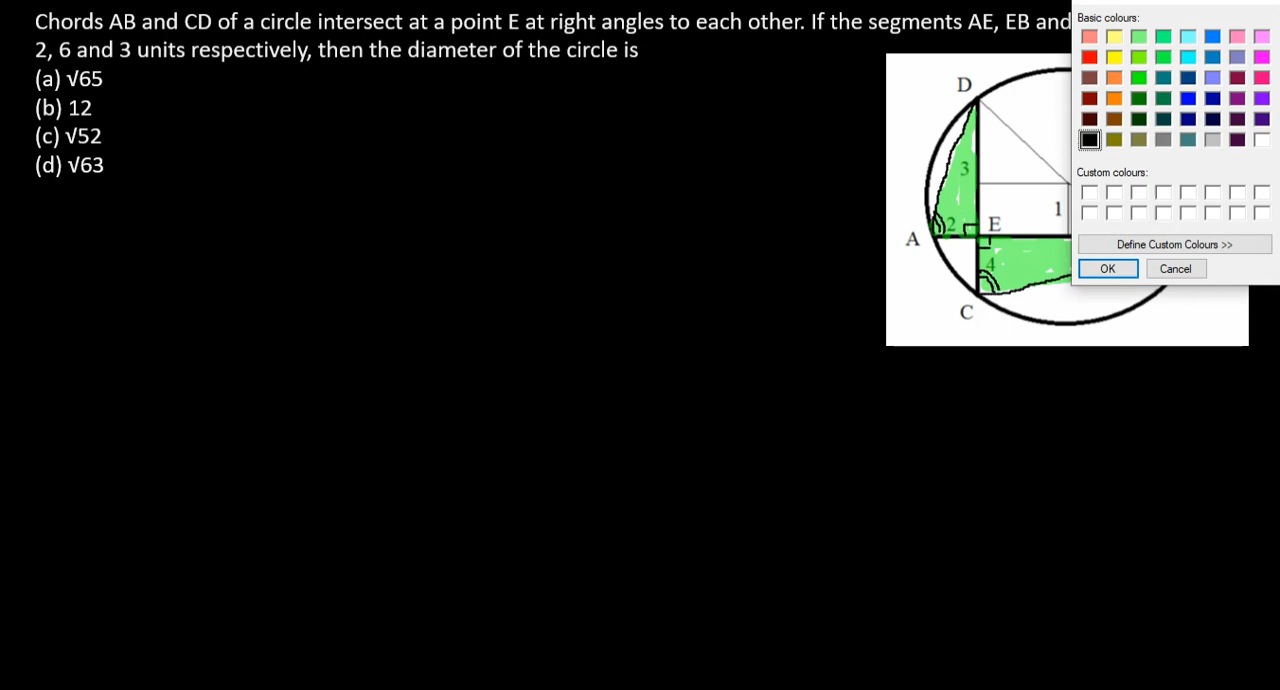 Chords AB and CD of a circle intersect at a point E at right angles to each other. If the segments AE, EB and
2, 6 and 3 units respectively, then the diameter of the circle is
(a) √65
(b) 12
(c) √52
(d) √63
D
3
1
2
E
A
4
C
Basic colours:
Custom colours:
Define Custom Colours >>
OK
Cancel